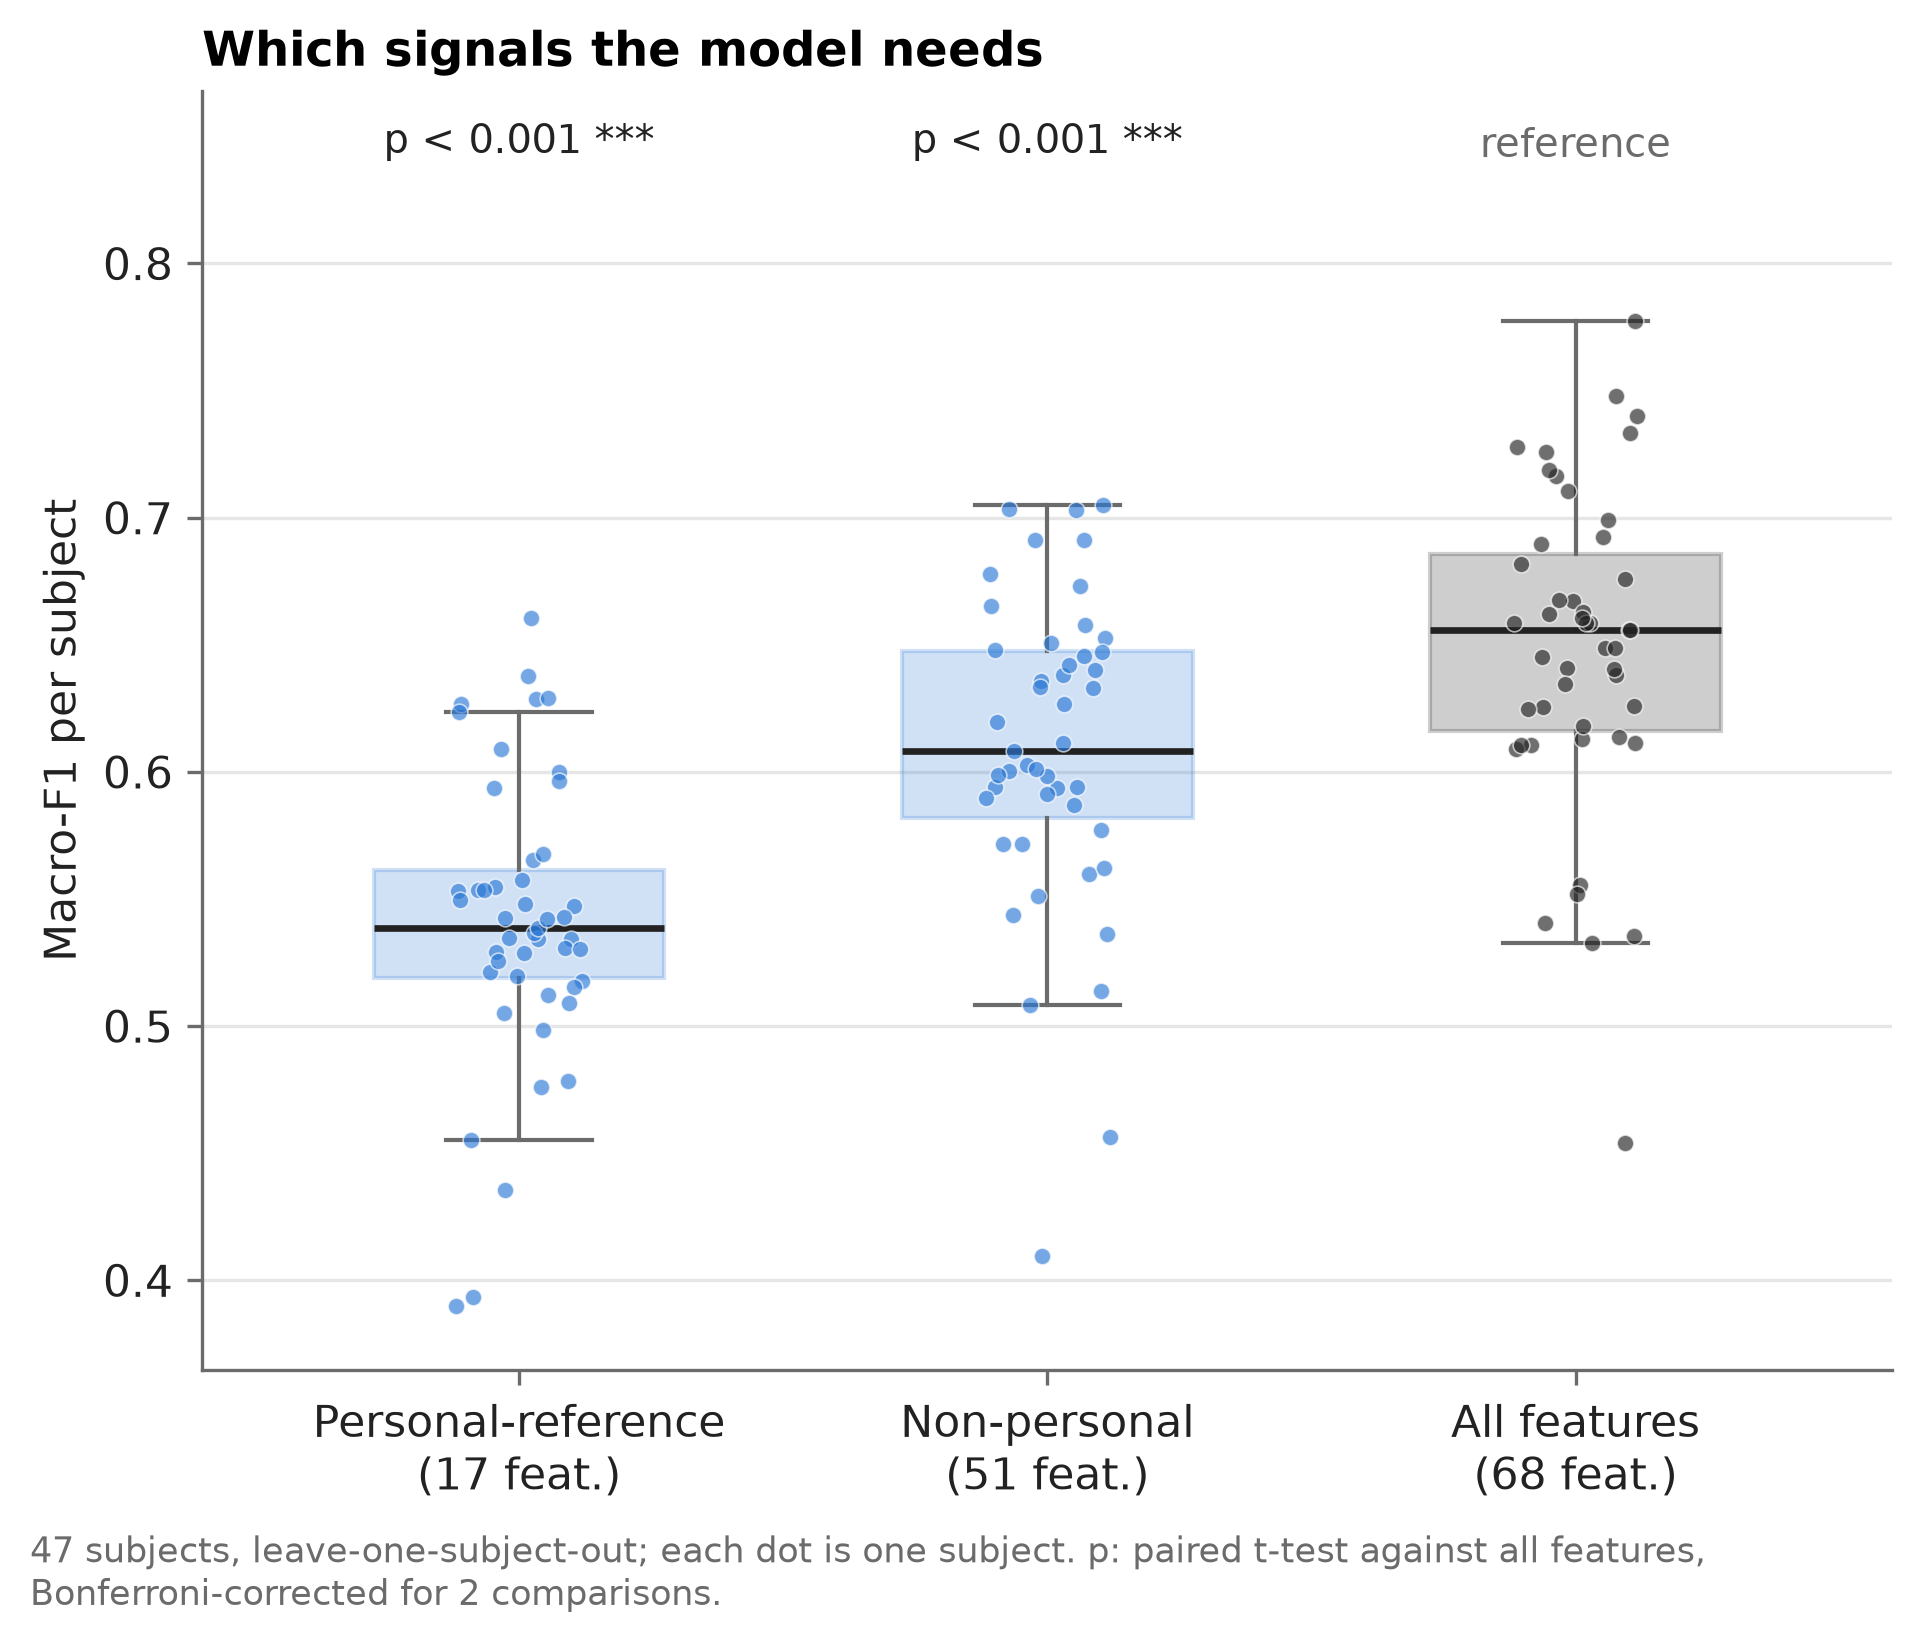 Which signals the model needs
p < 0.001 ***
p < 0.001 ***
reference
0.8
0.7
0.6
0.5
0.4
Macro-F1 per subject
Personal-reference
(17 feat.)
Non-personal
(51 feat.)
All features
(68 feat.)
47 subjects, leave-one-subject-out; each dot is one subject. p: paired t-test against all features,
Bonferroni-corrected for 2 comparisons.